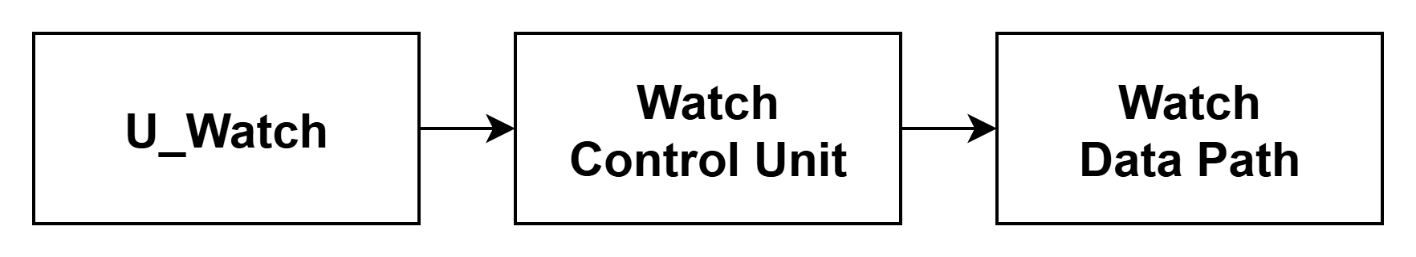 U_Watch
Watch
Control Unit
Watch
Data Path